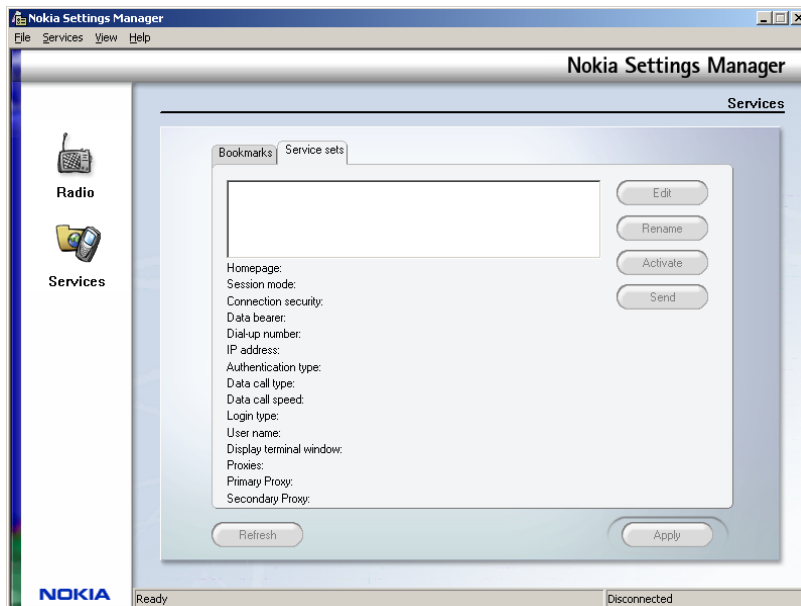 Nokia Settings Manager
File Services View Help
Nokia Settings Manager
Services
Radio
Services
Bookmarks Service sets
Edit
Rename
Activate
Send
Homepage:
Session mode:
Connection security:
Data bearer:
Dial-up number:
IP address:
Authentication type:
Data call type:
Data call speed:
Login type:
User name:
Display terminal window:
Proxies:
Primary Proxy:
Secondary Proxy:
Refresh Apply
NOKIA
Ready Disconnected